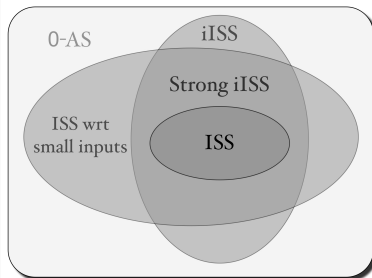 0-AS
iISS
Strong iISS
ISS wrt
small inputs
ISS